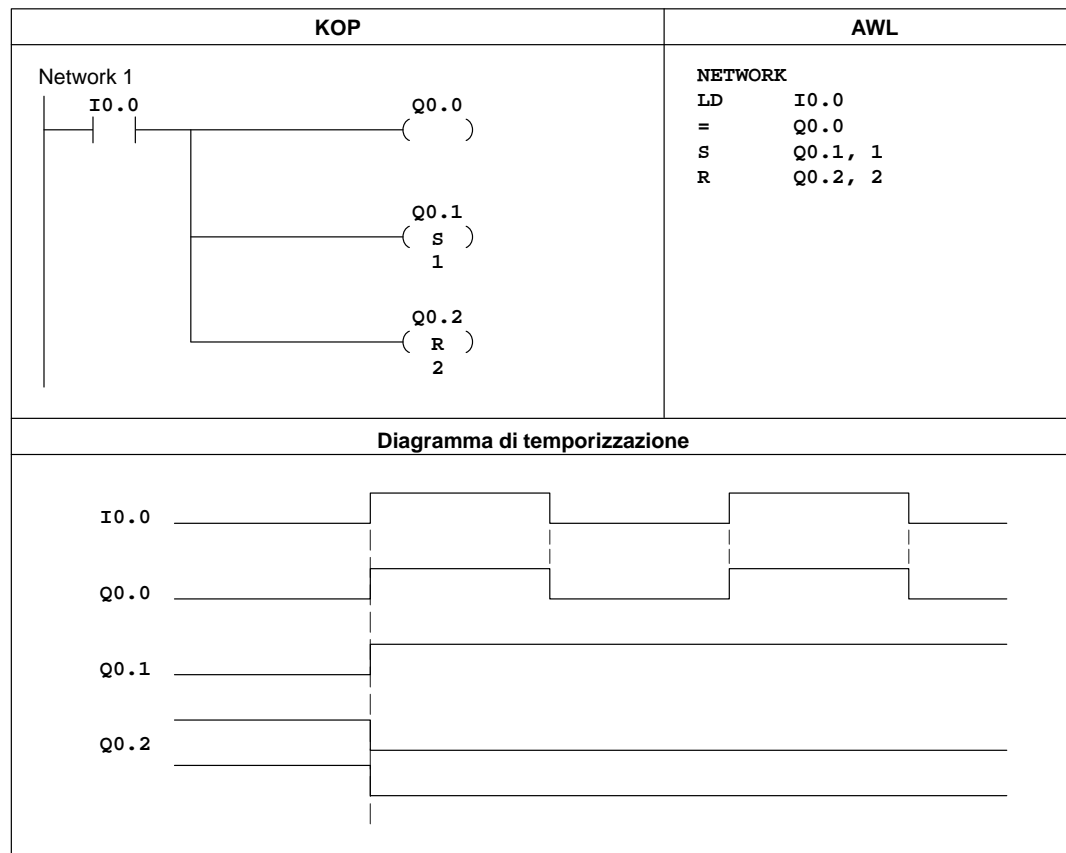 KOP
AWL
Network 1
I0.0
Q0.0
Q0.1
S
1
Q0.2
R
2
NETWORK
LD I0.0
= Q0.0
S Q0.1, 1
R Q0.2, 2
Diagramma di temporizzazione
I0.0
Q0.0
Q0.1
Q0.2